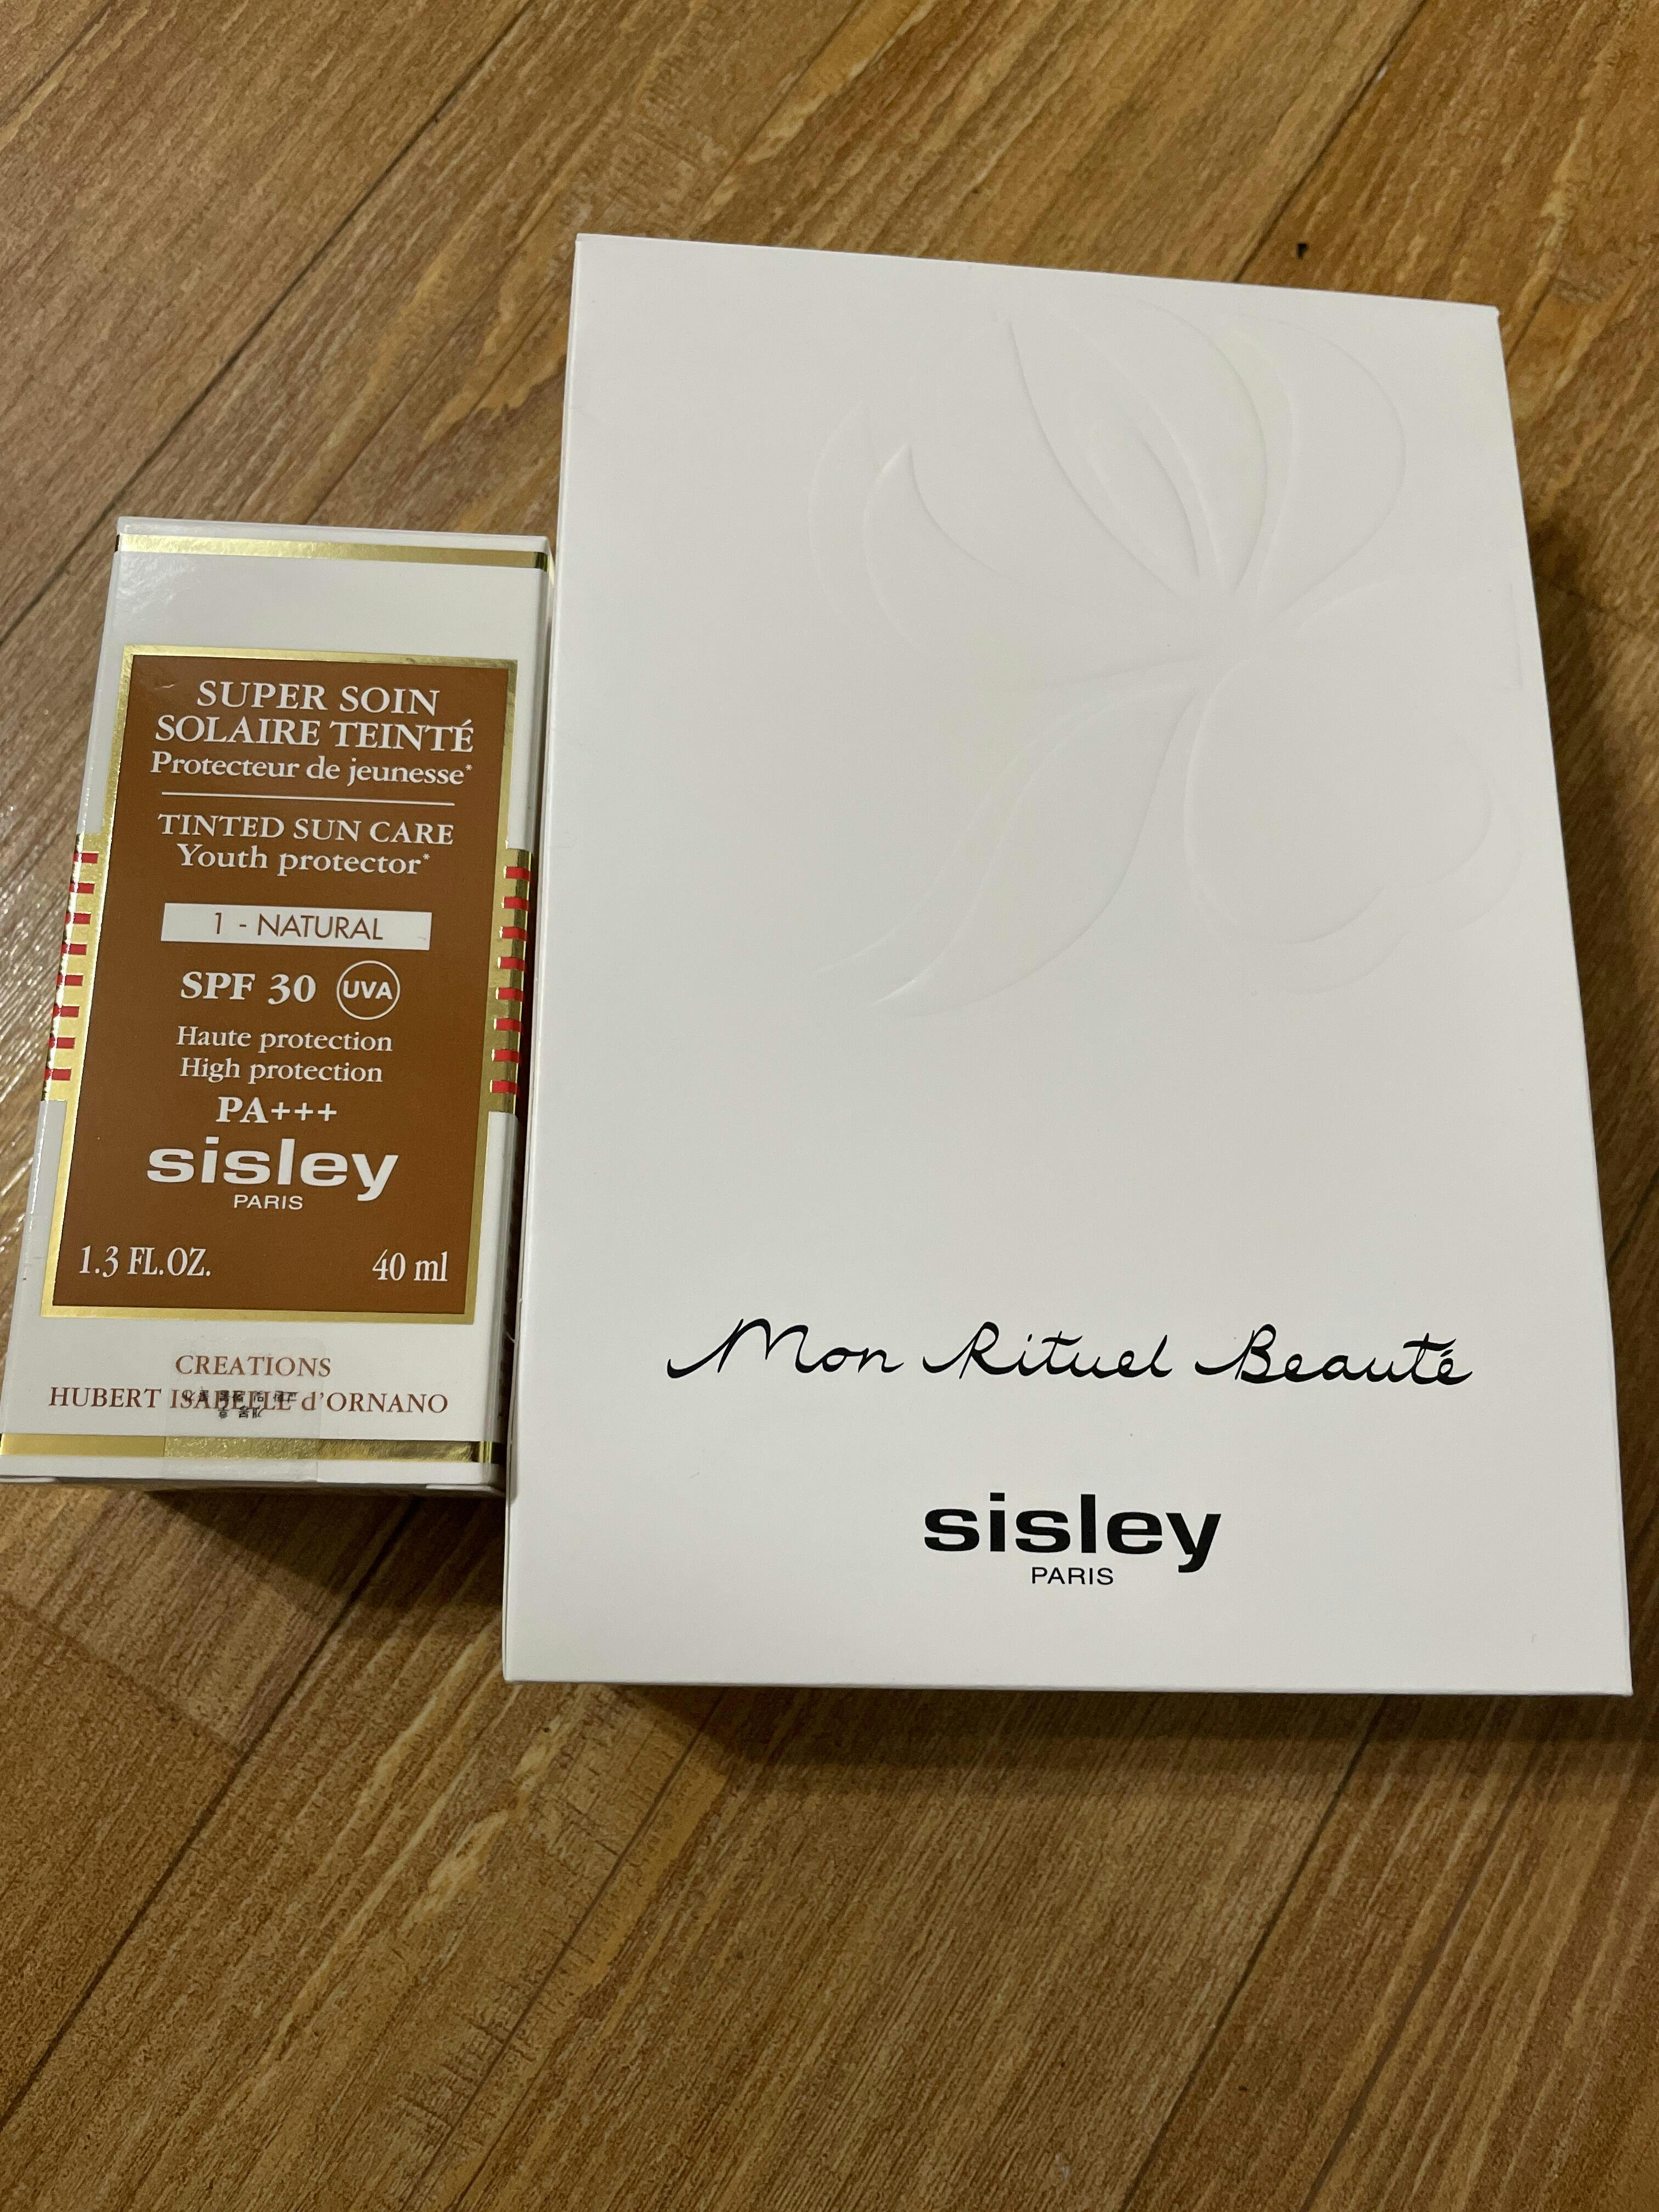 SUPER SOIN
SOLAIRE TEINTÉ
Protecteur de jeunesse*
TINTED SUN CARE
Youth protector*
1 - NATURAL
SPF 30 UVA
Haute protection
High protection
PA+++
sisley
PARIS
1.3 FL.OZ. 40 ml
CREATIONS
HUBERT ISABELLE d'ORNANO
Mon Rituel Beauté
sisley
PARIS